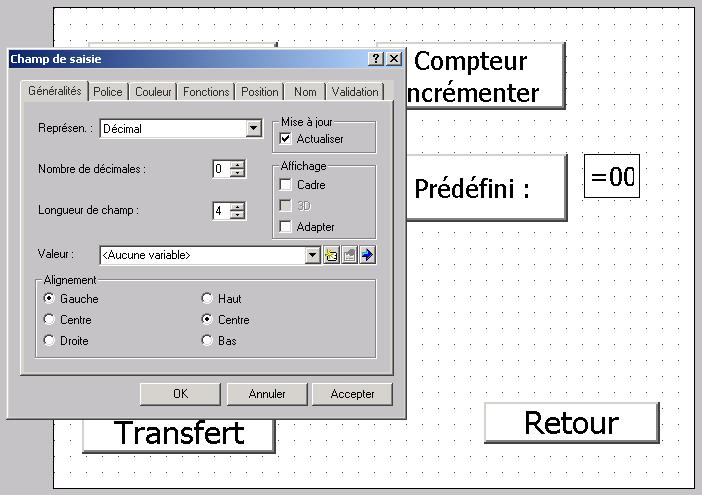 Champ de saisie
Généralités Police Couleur Fonctions Position Nom Validation
Représen. : Décimal
Mise à jour
Actualiser
Nombre de décimales : 0
Affichage
Cadre
3D
Adapter
Longueur de champ : 4
Valeur : <Aucune variable>
Alignement
Gauche Haut
Centre Centre
Droite Bas
OK Annuler Accepter
Compteur
ncrémenter
Prédéfini :
=00
Transfert
Retour